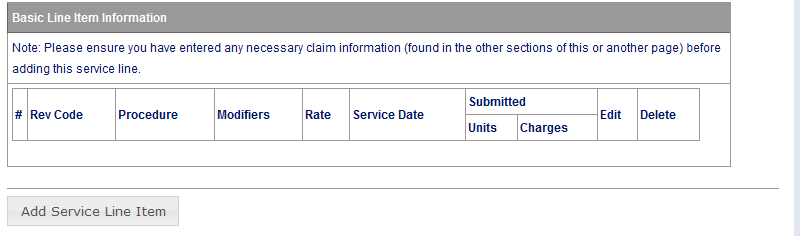 Basic Line Item Information
Note: Please ensure you have entered any necessary claim information (found in the other sections of this or another page) before
adding this service line.
# Rev Code Procedure Modifiers Rate Service Date Submitted Edit Delete
Units Charges
Add Service Line Item